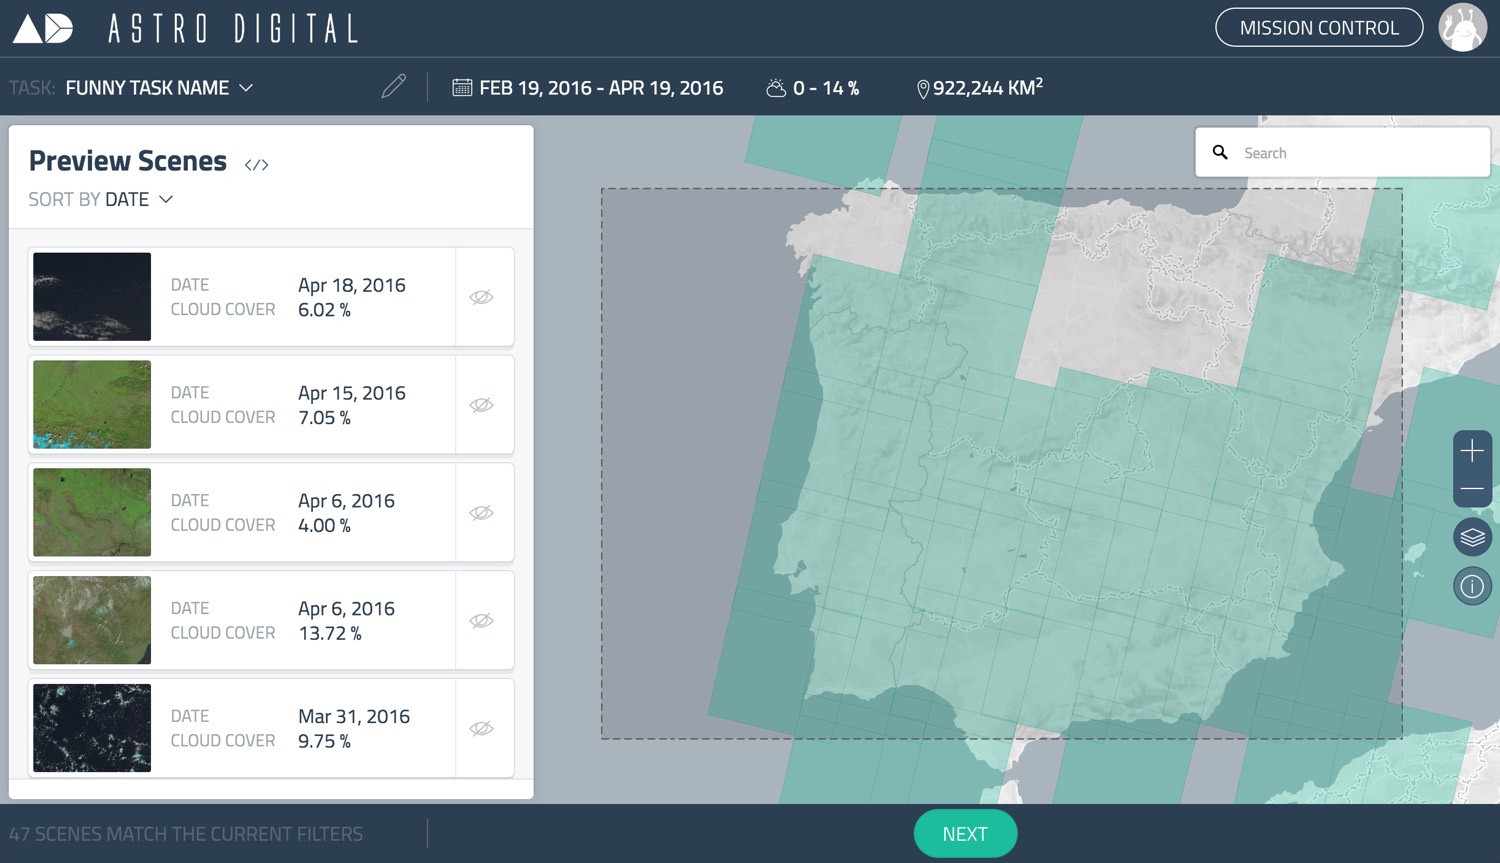 ASTRO DIGITAL
MISSION CONTROL
TASK: FUNNY TASK NAME
FEB 19, 2016 - APR 19, 2016
0 - 14 %
922,244 KM²
Preview Scenes </>
SORT BY DATE
Search
DATE Apr 18, 2016
CLOUD COVER 6.02 %
DATE Apr 15, 2016
CLOUD COVER 7.05 %
DATE Apr 6, 2016
CLOUD COVER 4.00 %
DATE Apr 6, 2016
CLOUD COVER 13.72 %
DATE Mar 31, 2016
CLOUD COVER 9.75 %
47 SCENES MATCH THE CURRENT FILTERS
NEXT